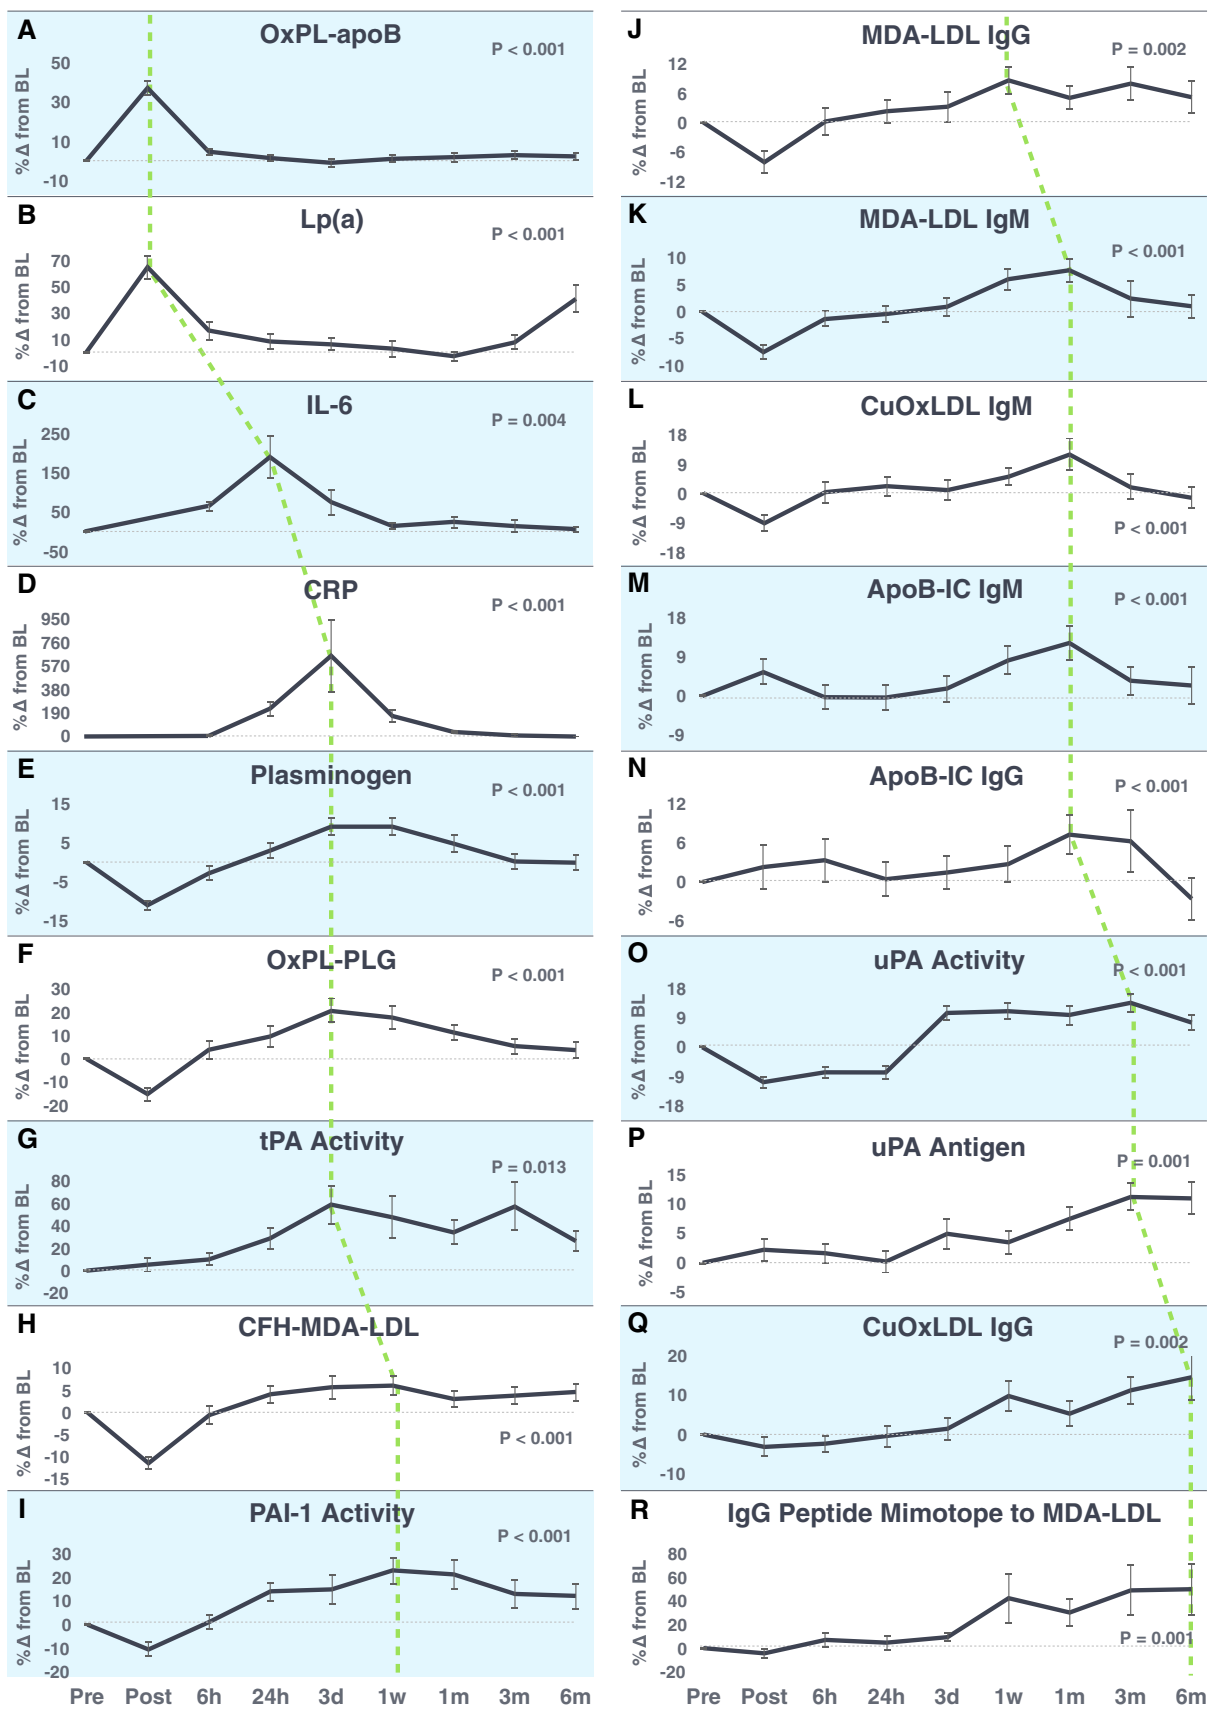 A
OxPL-apoB
P < 0.001
%Δ from BL
50
30
10
-10
B
Lp(a)
P < 0.001
%Δ from BL
70
50
30
10
-10
C
IL-6
P = 0.004
%Δ from BL
250
150
50
-50
D
CRP
P < 0.001
%Δ from BL
950
760
570
380
190
0
E
Plasminogen
P < 0.001
%Δ from BL
15
5
-5
-15
F
OxPL-PLG
P < 0.001
%Δ from BL
30
20
10
0
-10
-20
G
tPA Activity
P = 0.013
%Δ from BL
80
60
40
20
0
-20
H
CFH-MDA-LDL
P < 0.001
%Δ from BL
10
5
0
-5
-10
-15
I
PAI-1 Activity
P < 0.001
%Δ from BL
30
20
10
0
-10
-20
Pre Post 6h 24h 3d 1w 1m 3m 6m
J
MDA-LDL IgG
P = 0.002
%Δ from BL
12
6
0
-6
-12
K
MDA-LDL IgM
P < 0.001
%Δ from BL
10
5
0
-5
-10
L
CuOxLDL IgM
P < 0.001
%Δ from BL
18
9
0
-9
-18
M
ApoB-IC IgM
P < 0.001
%Δ from BL
18
9
0
-9
N
ApoB-IC IgG
P < 0.001
%Δ from BL
12
6
0
-6
O
uPA Activity
P < 0.001
%Δ from BL
18
9
0
-9
-18
P
uPA Antigen
P = 0.001
%Δ from BL
15
10
5
0
-5
Q
CuOxLDL IgG
P = 0.002
%Δ from BL
20
10
0
-10
R
IgG Peptide Mimotope to MDA-LDL
P = 0.001
%Δ from BL
80
60
40
20
0
-20
Pre Post 6h 24h 3d 1w 1m 3m 6m